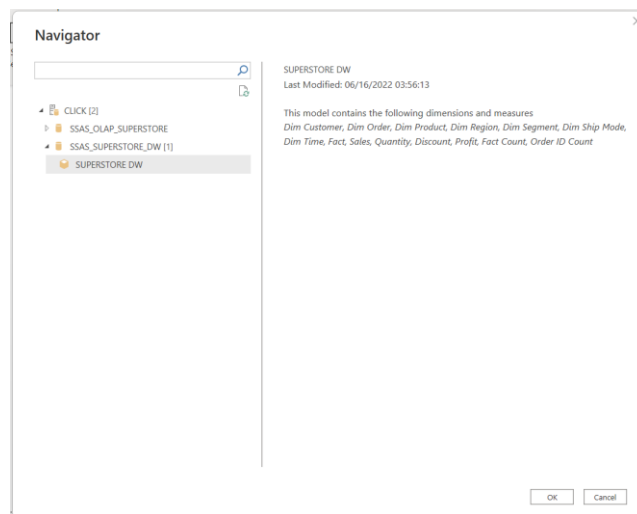 Navigator
CLICK [2]
SSAS_OLAP_SUPERSTORE
SSAS_SUPERSTORE_DW [1]
SUPERSTORE DW
SUPERSTORE DW
Last Modified: 06/16/2022 03:56:13
This model contains the following dimensions and measures
Dim Customer, Dim Order, Dim Product, Dim Region, Dim Segment, Dim Ship Mode,
Dim Time, Fact, Sales, Quantity, Discount, Profit, Fact Count, Order ID Count
OK
Cancel